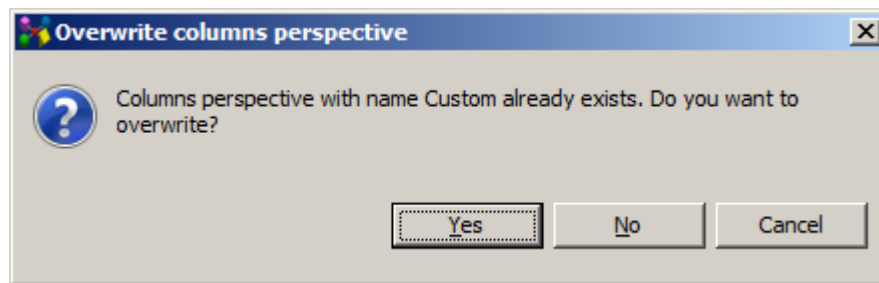 Overwrite columns perspective
Columns perspective with name Custom already exists. Do you want to
overwrite?
Yes No Cancel